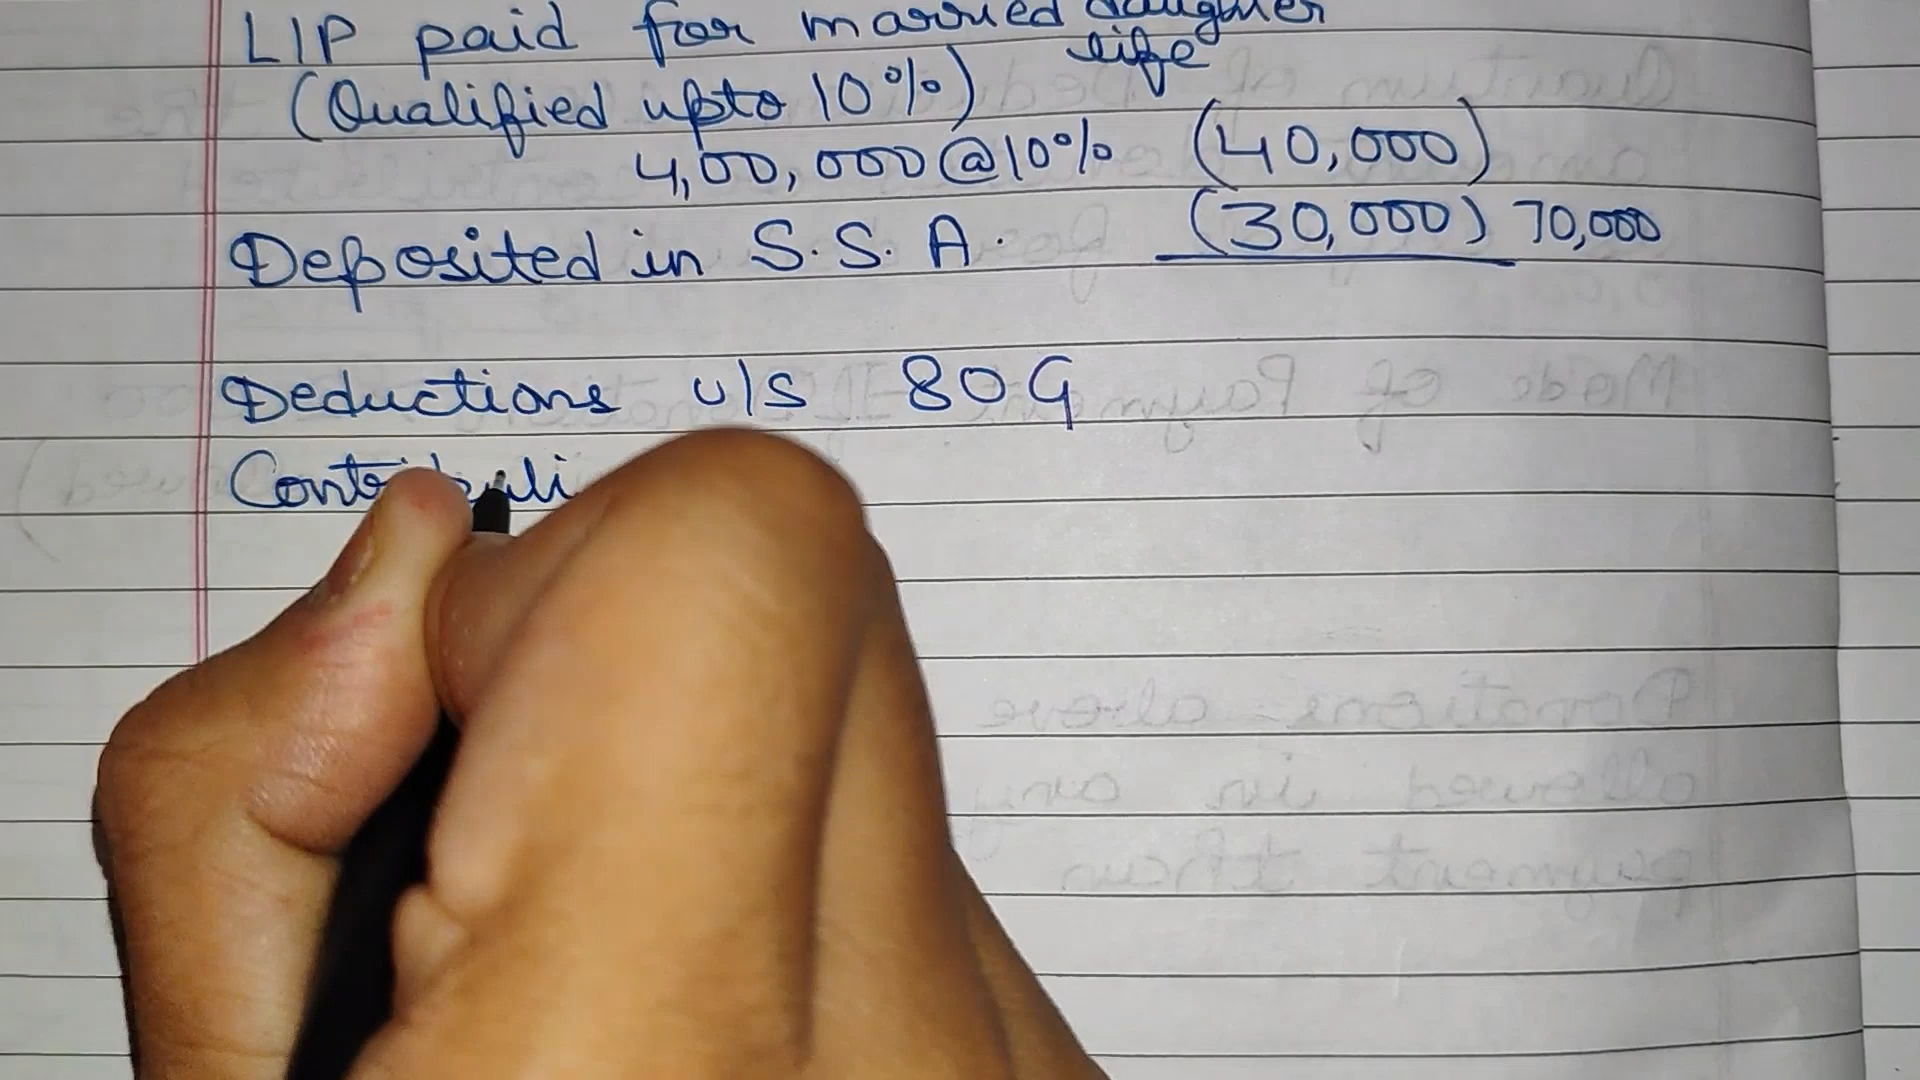 LIP paid for married daughter
life
(Qualified upto 10%)
4,00,000@10% (40,000)
Deposited in S.S.A. (30,000) 70,000
Deductions u/s 80G